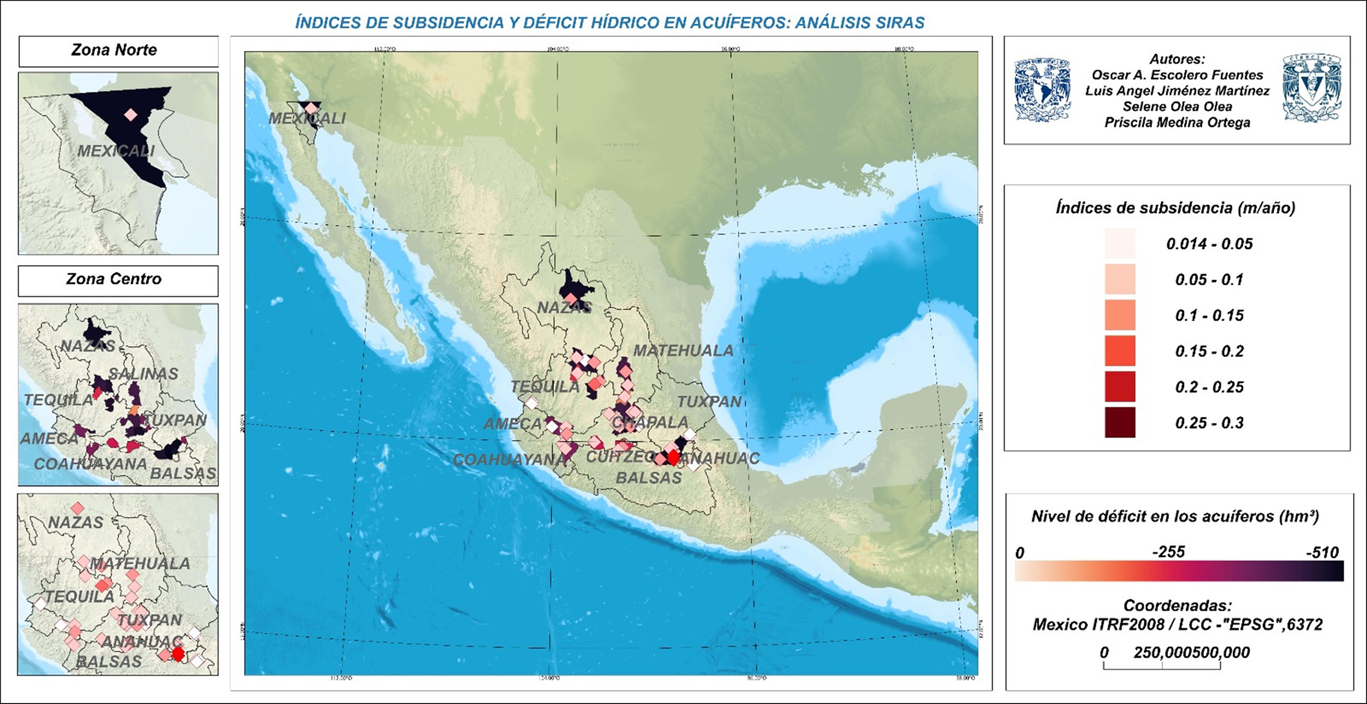 ÍNDICES DE SUBSIDENCIA Y DÉFICIT HÍDRICO EN ACUÍFEROS: ANÁLISIS SIRAS
Zona Norte
MEXICALI
Zona Centro
NAZAS
SALINAS
TEQUILA
TUXPAN
AMECA
COAHUAYANA
BALSAS
NAZAS
MATEHUALA
TEQUILA
TUXPAN
ANAHUAC
BALSAS
MEXICALI
NAZAS
MATEHUALA
TEQUILA
TUXPAN
AMECA
CHAPALA
COAHUAYANA
CUITZEO
ANAHUAC
BALSAS
Autores:
Oscar A. Escolero Fuentes
Luis Angel Jiménez Martínez
Selene Olea Olea
Priscila Medina Ortega
Índices de subsidencia (m/año)
0.014 - 0.05
0.05 - 0.1
0.1 - 0.15
0.15 - 0.2
0.2 - 0.25
0.25 - 0.3
Nivel de déficit en los acuíferos (hm³)
0 -255 -510
Coordenadas:
Mexico ITRF2008 / LCC -"EPSG",6372
0 250,000500,000